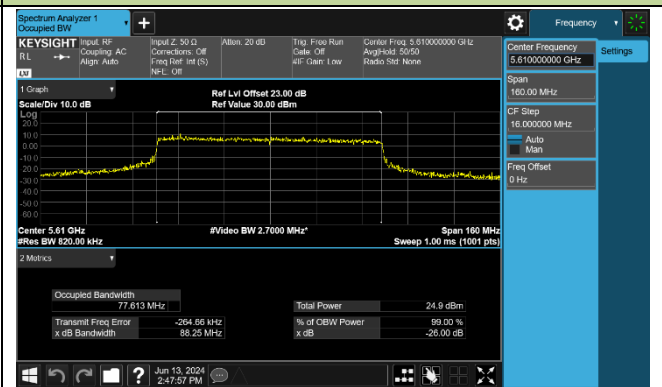 Spectrum Analyzer 1
Occupied BW
+
Frequency
KEYSIGHT
RL
LXI
Input: RF
Coupling: AC
Align: Auto
Input Z: 50 Ω
Corrections: Off
Freq Ref: Int (S)
NFE: Off
Atten: 20 dB
Trig: Free Run
Gate: Off
#IF Gain: Low
Center Freq: 5.610000000 GHz
Avg|Hold: 50/50
Radio Std: None
Center Frequency
5.610000000 GHz
Settings
Span
160.00 MHz
CF Step
16.000000 MHz
Auto
Man
Freq Offset
0 Hz
1 Graph
Scale/Div 10.0 dB
Ref Lvl Offset 23.00 dB
Ref Value 30.00 dBm
Log
20.0
10.0
0.00
-10.0
-20.0
-30.0
-40.0
-50.0
-60.0
Center 5.61 GHz
#Video BW 2.7000 MHz*
Span 160 MHz
#Res BW 820.00 kHz
Sweep 1.00 ms (1001 pts)
2 Metrics
Occupied Bandwidth
77.613 MHz
Total Power 24.9 dBm
Transmit Freq Error -264.66 kHz
% of OBW Power 99.00 %
x dB Bandwidth 88.25 MHz
x dB -26.00 dB
?
Jun 13, 2024
2:47:57 PM